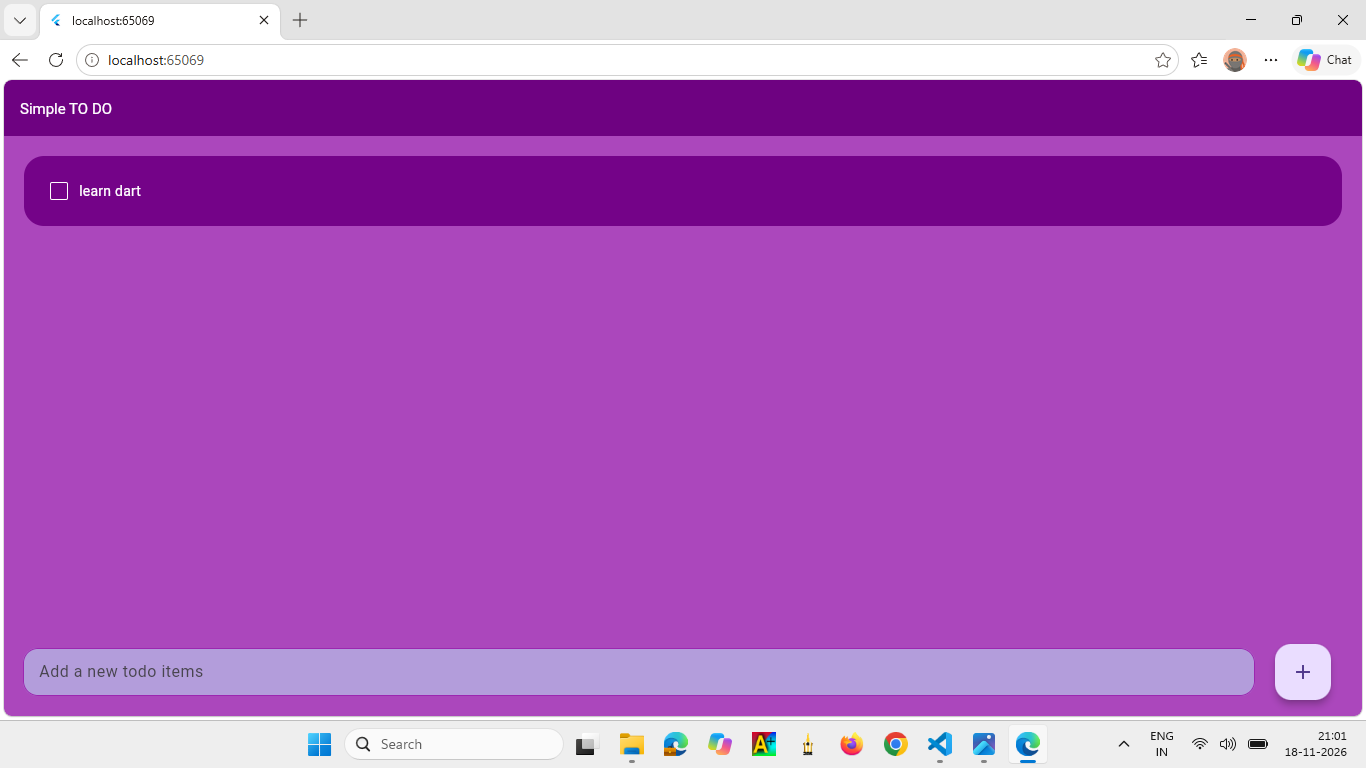 localhost:65069
localhost:65069
Chat
Simple TO DO
learn dart
Add a new todo items
Search
ENG
IN
21:01
18-11-2026